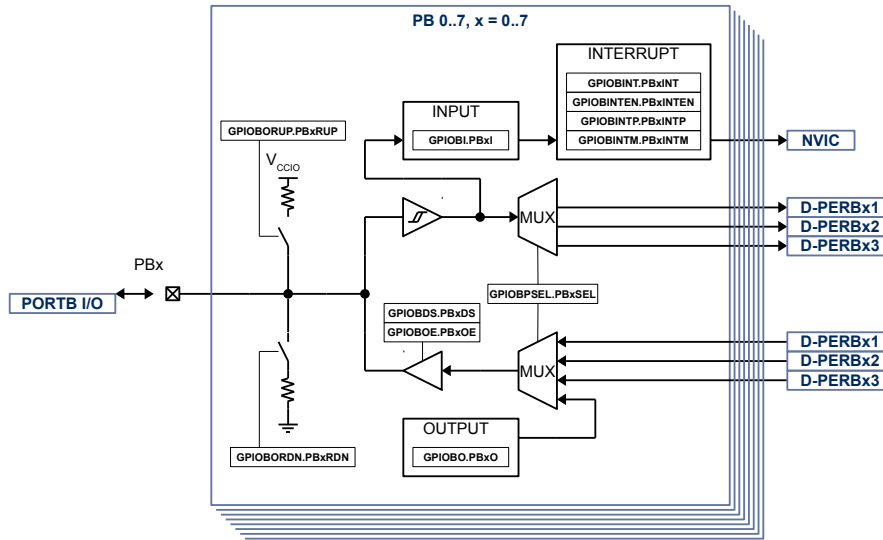 PB 0..7, x = 0..7
INTERRUPT
GPIOBINT.PBxINT
GPIOBINTEN.PBxINTEN
GPIOBINTP.PBxINTP
GPIOBINTM.PBxINTM
INPUT
GPIOBI.PBxI
NVIC
GPIOBORUP.PBxRUP
VCCIO
MUX
D-PERBx1
D-PERBx2
D-PERBx3
PBx
PORTB I/O
GPIOBPSEL.PBxSEL
GPIOBDS.PBxDS
GPIOBOE.PBxOE
MUX
D-PERBx1
D-PERBx2
D-PERBx3
OUTPUT
GPIOBO.PBxO
GPIOBORDN.PBxRDN